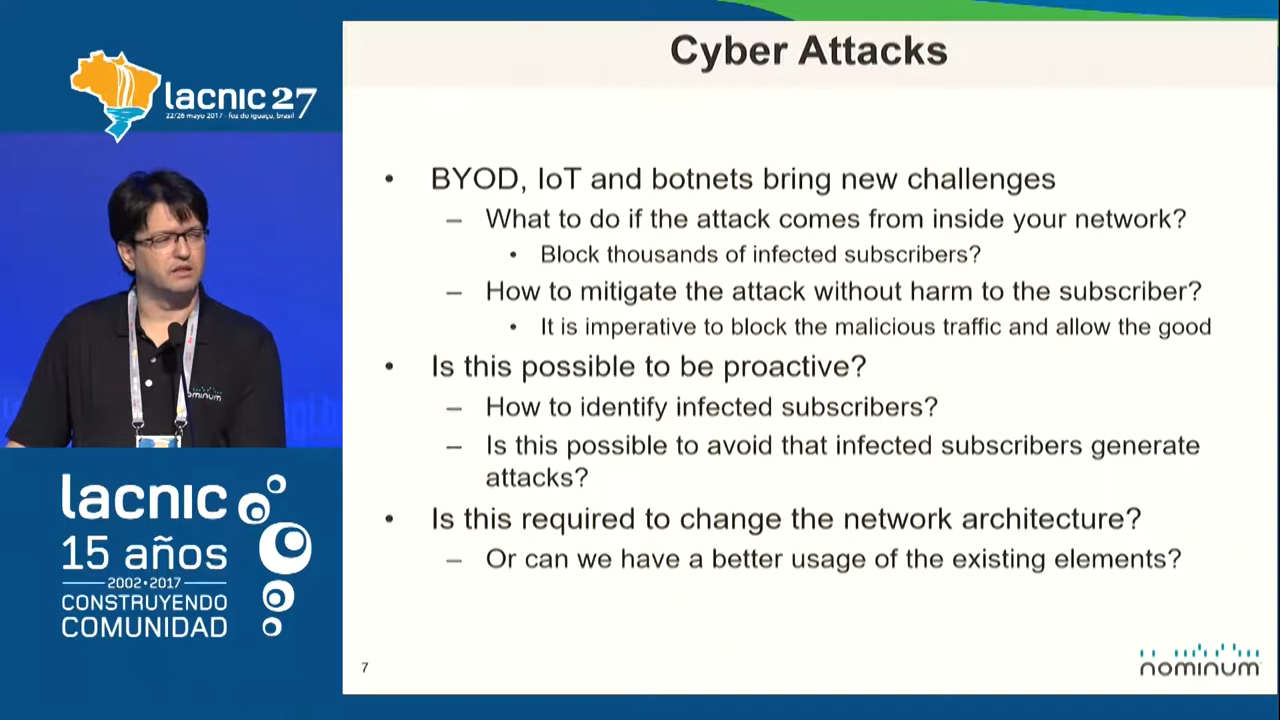 lacnic 27
22/26 mayo 2017 - foz do iguaçu, brasil
nominum
lacnic
15 años
2002•2017
CONSTRUYENDO
COMUNIDAD
Cyber Attacks
• BYOD, IoT and botnets bring new challenges
– What to do if the attack comes from inside your network?
• Block thousands of infected subscribers?
– How to mitigate the attack without harm to the subscriber?
• It is imperative to block the malicious traffic and allow the good
• Is this possible to be proactive?
– How to identify infected subscribers?
– Is this possible to avoid that infected subscribers generate
attacks?
• Is this required to change the network architecture?
– Or can we have a better usage of the existing elements?
7
nominum